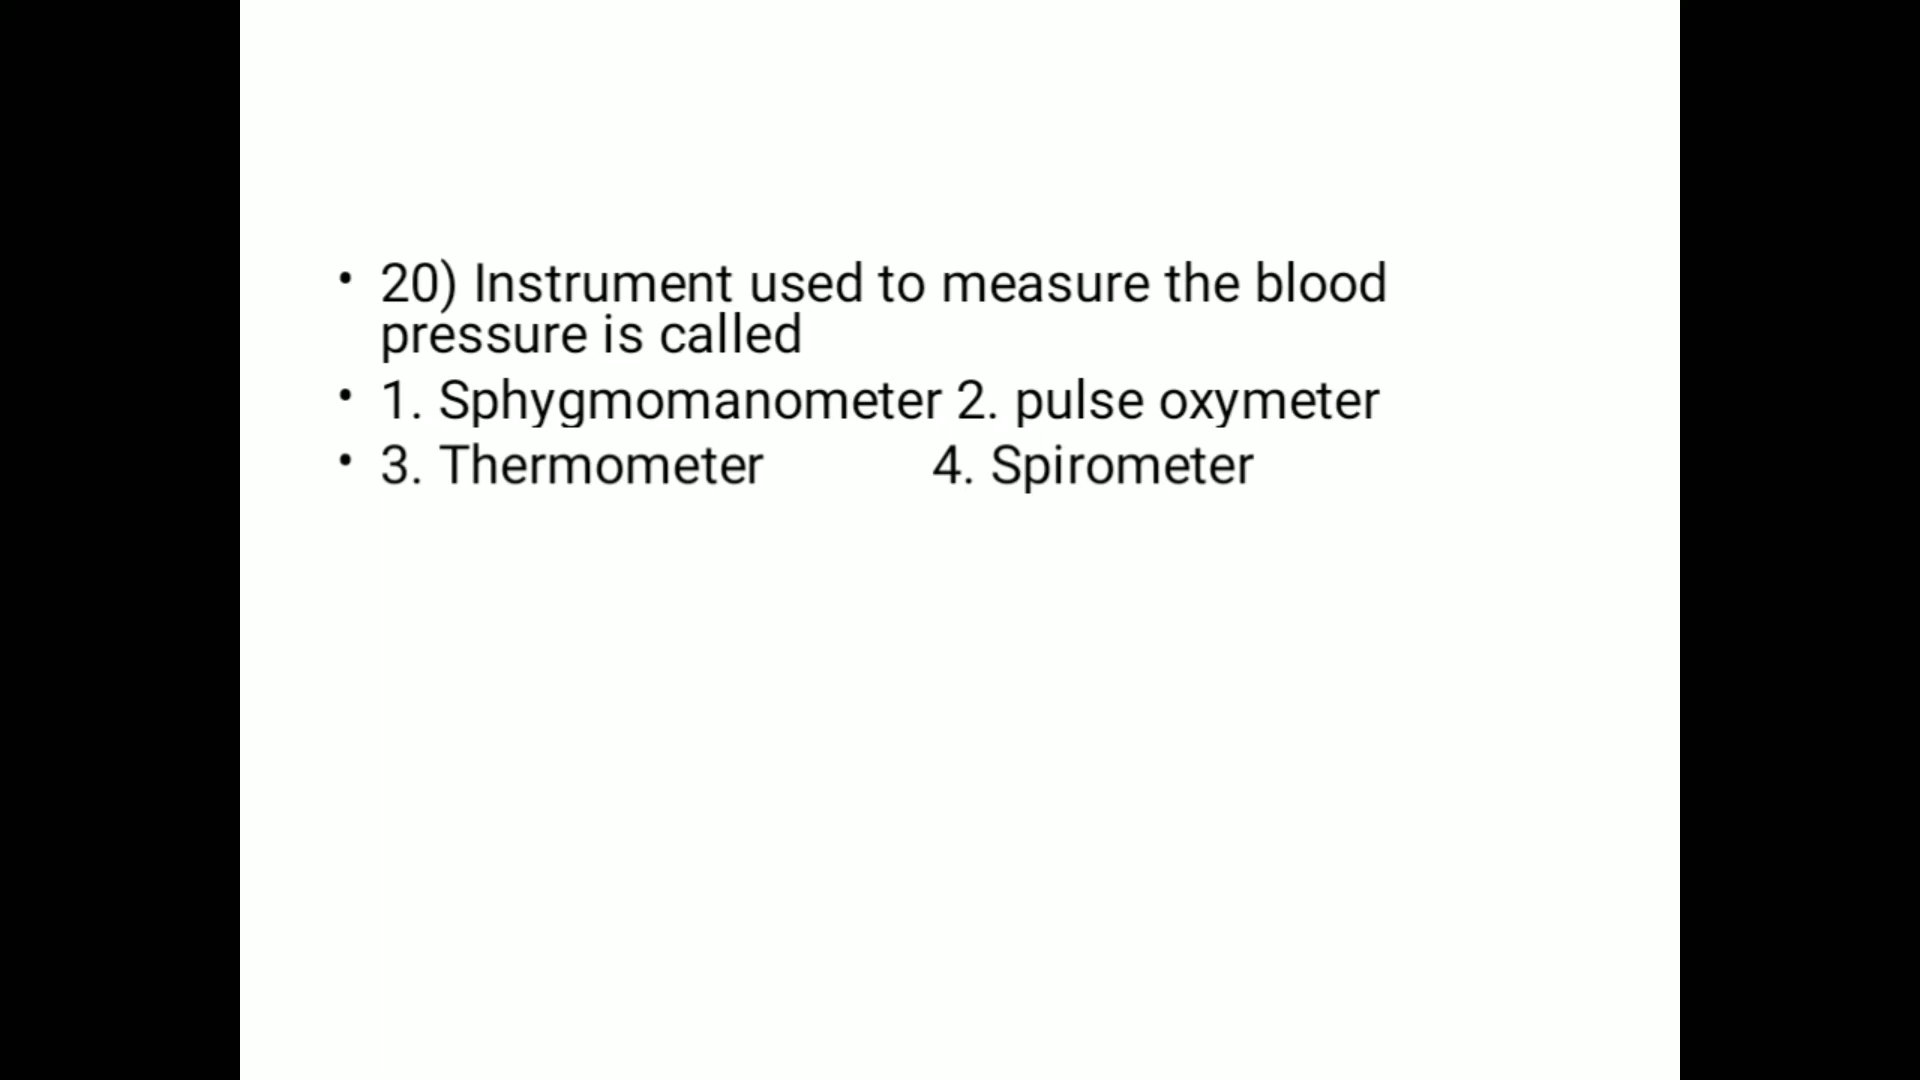 • 20) Instrument used to measure the blood
pressure is called
• 1. Sphygmomanometer 2. pulse oxymeter
• 3. Thermometer 4. Spirometer